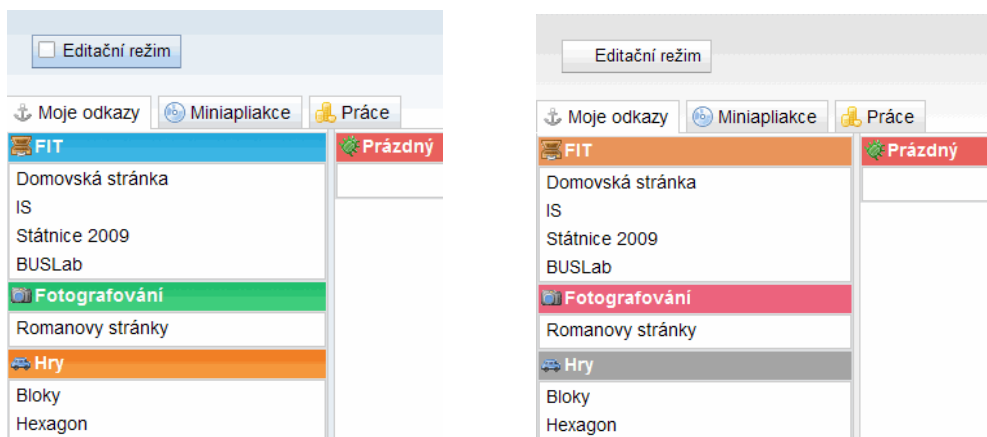 Editační režim
Moje odkazy Miniapliakce Práce
FIT Prázdný
Domovská stránka
IS
Státnice 2009
BUSLab
Fotografování
Romanovy stránky
Hry
Bloky
Hexagon
Editační režim
Moje odkazy Miniapliakce Práce
FIT Prázdný
Domovská stránka
IS
Státnice 2009
BUSLab
Fotografování
Romanovy stránky
Hry
Bloky
Hexagon